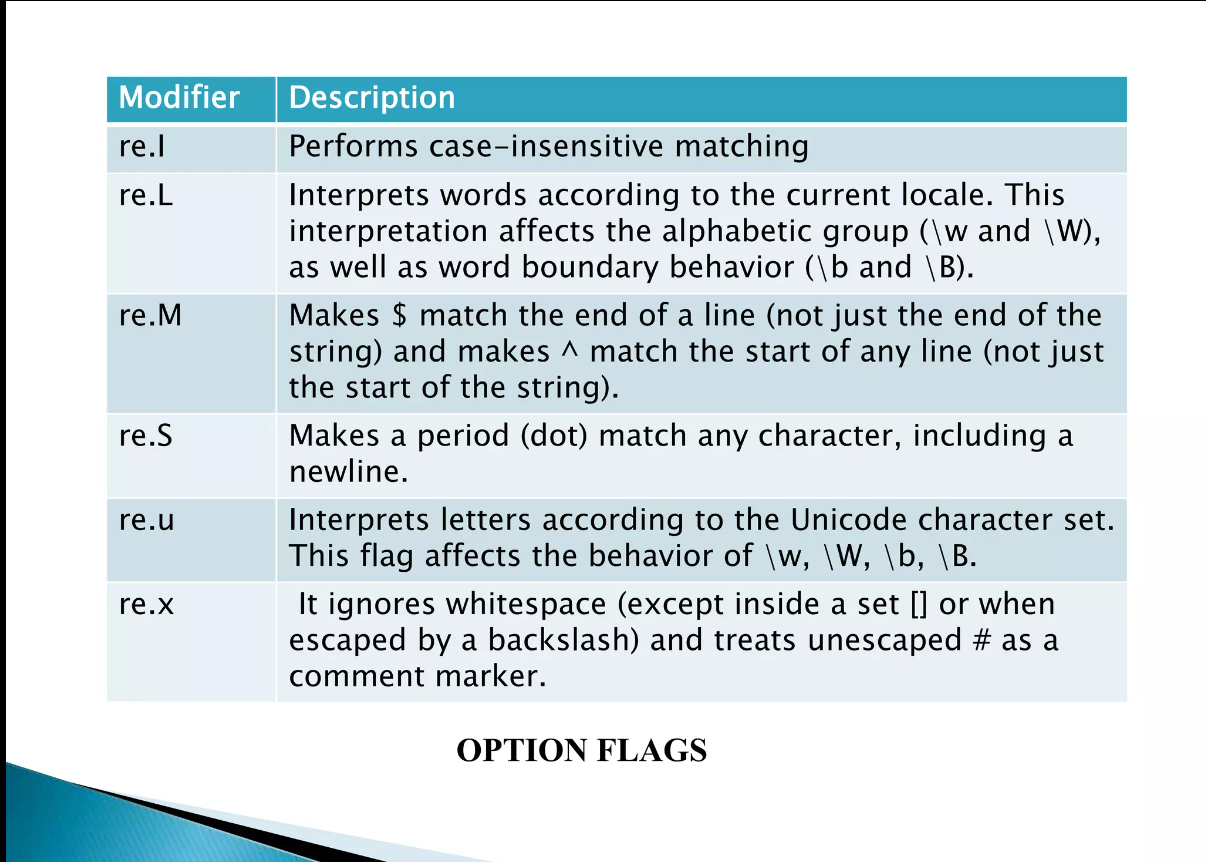 Modifier Description
re.I Performs case-insensitive matching
re.L Interprets words according to the current locale. This
interpretation affects the alphabetic group (\w and \W),
as well as word boundary behavior (\b and \B).
re.M Makes $ match the end of a line (not just the end of the
string) and makes ^ match the start of any line (not just
the start of the string).
re.S Makes a period (dot) match any character, including a
newline.
re.u Interprets letters according to the Unicode character set.
This flag affects the behavior of \w, \W, \b, \B.
re.x It ignores whitespace (except inside a set [] or when
escaped by a backslash) and treats unescaped # as a
comment marker.
OPTION FLAGS